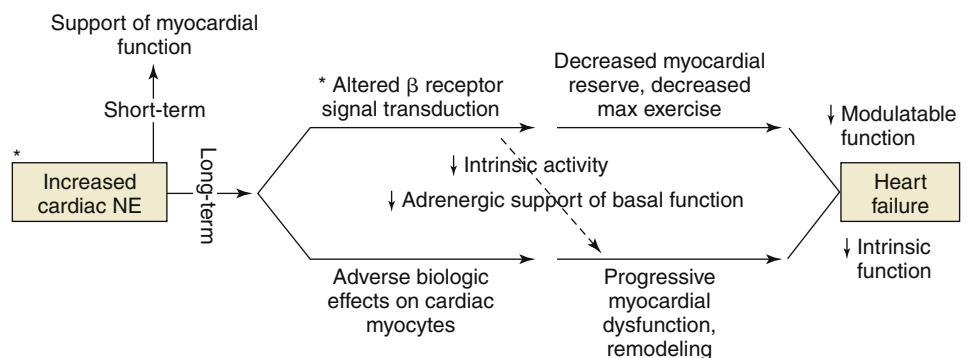 Support of myocardial
function
Short-term
*
Increased
cardiac NE
Long-term
* Altered β receptor
signal transduction
Decreased myocardial
reserve, decreased
max exercise
↓ Intrinsic activity
↓ Adrenergic support of basal function
Adverse biologic
effects on cardiac
myocytes
Progressive
myocardial
dysfunction,
remodeling
↓ Modulatable
function
Heart
failure
↓ Intrinsic
function